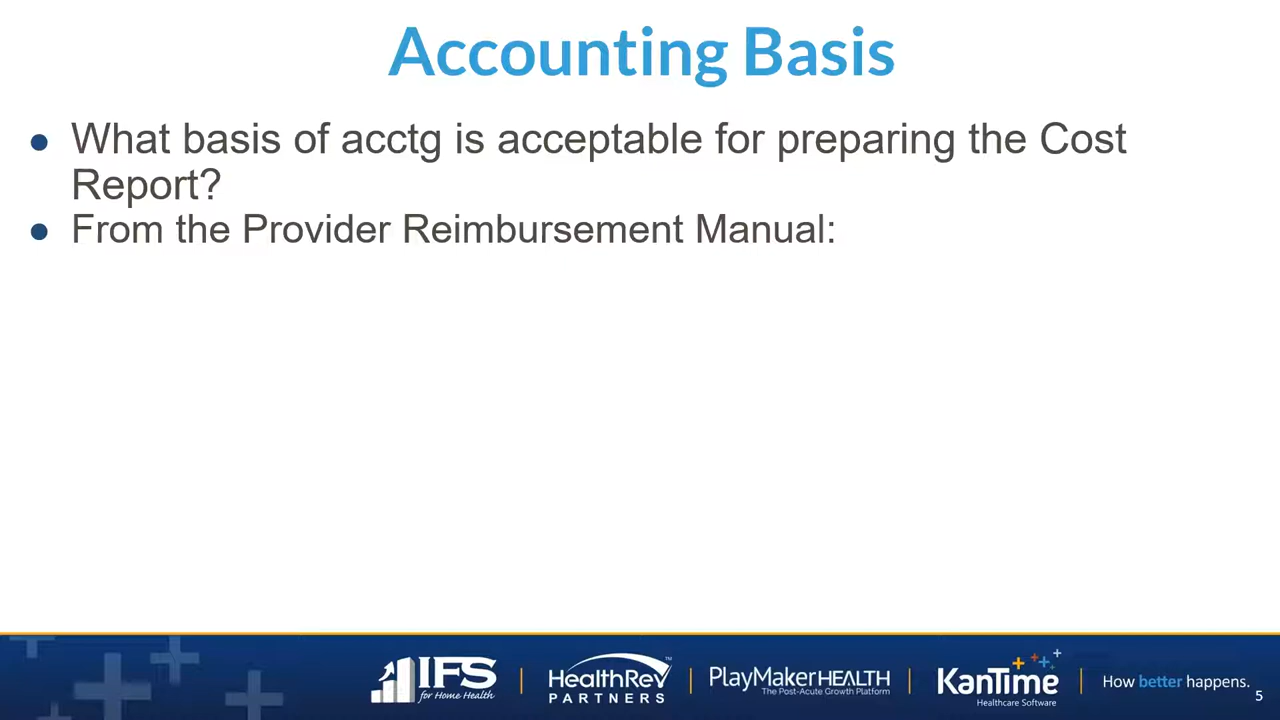 Accounting Basis
● What basis of acctg is acceptable for preparing the Cost
Report?
● From the Provider Reimbursement Manual:
IFS
for Home Health
HealthRev™
PARTNERS
PlayMakerHEALTH
The Post-Acute Growth Platform
KanTime
Healthcare Software
How better happens.
5